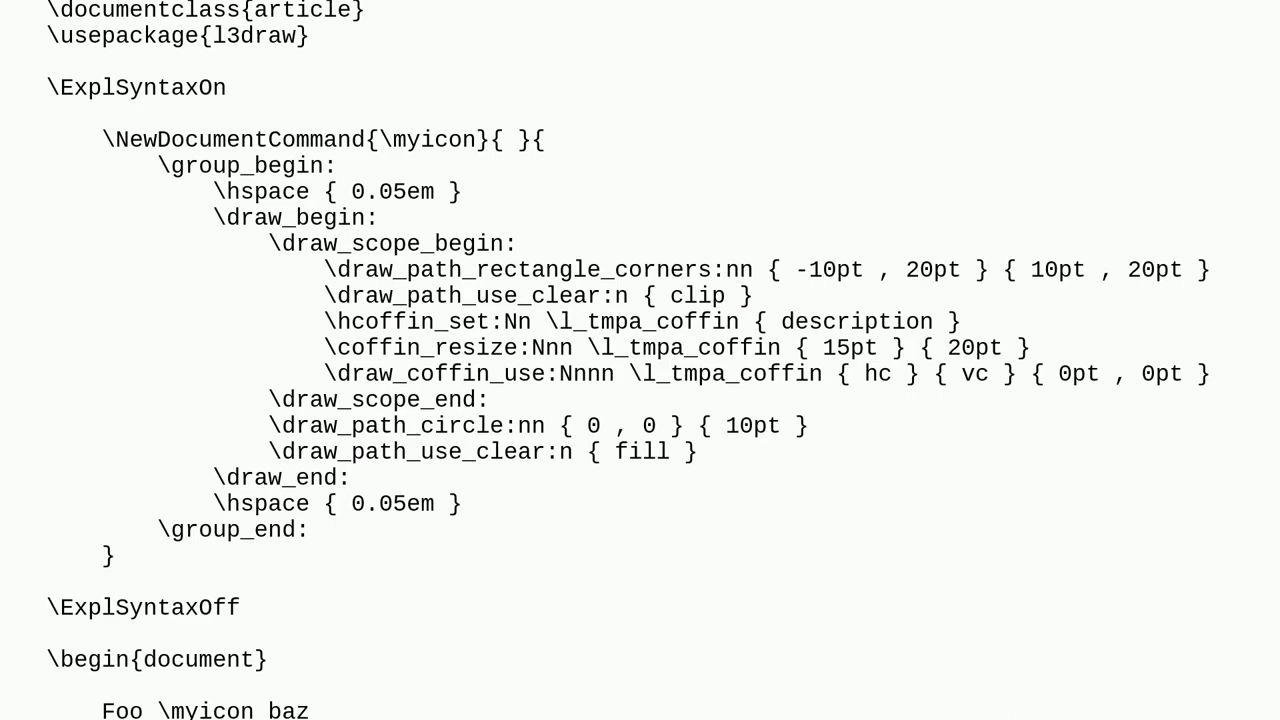 \documentclass{article}
\usepackage{l3draw}
\ExplSyntaxOn
\NewDocumentCommand{\myicon}{ }{
\group_begin:
\hspace { 0.05em }
\draw_begin:
\draw_scope_begin:
\draw_path_rectangle_corners:nn { -10pt , 20pt } { 10pt , 20pt }
\draw_path_use_clear:n { clip }
\hcoffin_set:Nn \l_tmpa_coffin { description }
\coffin_resize:Nnn \l_tmpa_coffin { 15pt } { 20pt }
\draw_coffin_use:Nnnn \l_tmpa_coffin { hc } { vc } { 0pt , 0pt }
\draw_scope_end:
\draw_path_circle:nn { 0 , 0 } { 10pt }
\draw_path_use_clear:n { fill }
\draw_end:
\hspace { 0.05em }
\group_end:
}
\ExplSyntaxOff
\begin{document}
Foo \myicon baz